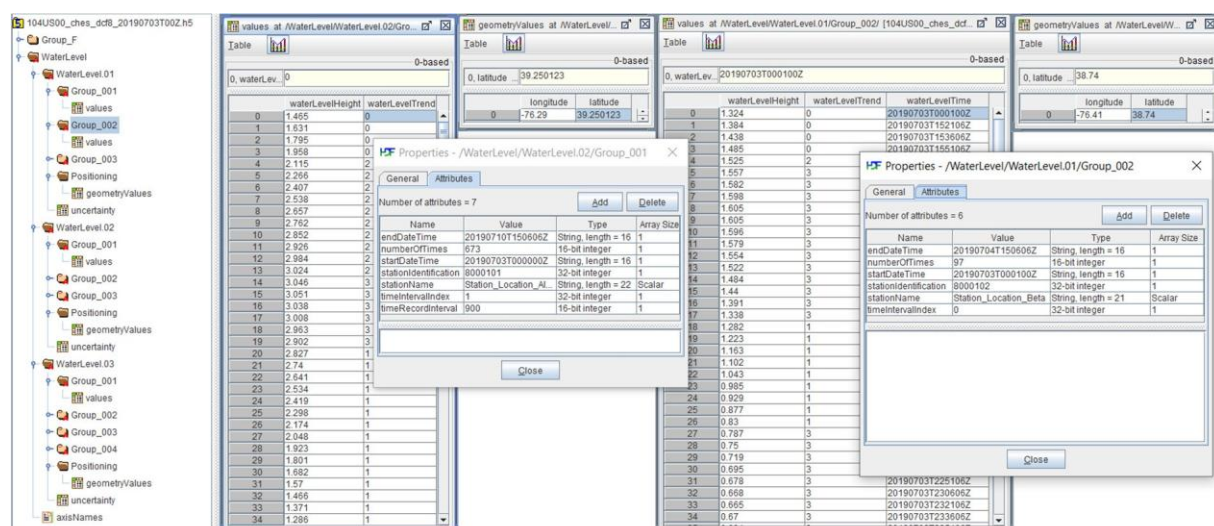 104US00_ches_dcf8_20190703T00Z.h5
Group_F
WaterLevel
WaterLevel.01
Group_001
values
Group_002
values
Group_003
Positioning
geometryValues
uncertainty
WaterLevel.02
Group_001
values
Group_002
Group_003
Positioning
geometryValues
uncertainty
WaterLevel.03
Group_001
values
Group_002
Group_003
Group_004
Positioning
geometryValues
uncertainty
axisNames
values at /WaterLevel/WaterLevel.02/Gro...
Table
0-based
0, waterLev... 0
waterLevelHeight waterLevelTrend
0 1.465 0
1 1.631 0
2 1.795 0
3 1.958 0
4 2.115 2
5 2.266 2
6 2.407 2
7 2.538 2
8 2.657 2
9 2.762 2
10 2.852 2
11 2.926 2
12 2.984 2
13 3.024 2
14 3.046 3
15 3.051 3
16 3.038 3
17 3.008 3
18 2.963 3
19 2.902 3
20 2.827 1
21 2.74 1
22 2.641 1
23 2.534 1
24 2.419 1
25 2.298 1
26 2.174 1
27 2.048 1
28 1.923 1
29 1.801 1
30 1.682 1
31 1.57 1
32 1.466 1
33 1.371 1
34 1.286 1
geometryValues at /WaterLevel/...
Table
0-based
0, latitude ... 39.250123
longitude latitude
0 -76.29 39.250123
HDF Properties - /WaterLevel/WaterLevel.02/Group_001
General Attributes
Number of attributes = 7 Add Delete
Name Value Type Array Size
endDateTime 20190710T150606Z String, length = 16 1
numberOfTimes 673 16-bit integer 1
startDateTime 20190703T000000Z String, length = 16 1
stationIdentification 8000101 32-bit integer 1
stationName Station_Location_Al... String, length = 22 Scalar
timeIntervalIndex 1 32-bit integer 1
timeRecordInterval 900 16-bit integer 1
Close
values at /WaterLevel/WaterLevel.01/Group_002/ [104US00_ches_dcf...
Table
0-based
0, waterLev... 20190703T000100Z
waterLevelHeight waterLevelTrend waterLevelTime
0 1.324 0 20190703T000100Z
1 1.384 0 20190703T152106Z
2 1.438 0 20190703T153606Z
3 1.485 0 20190703T155106Z
4 1.525 2
5 1.557 3
6 1.582 3
7 1.598 3
8 1.605 3
9 1.605 3
10 1.596 3
11 1.579 3
12 1.554 3
13 1.522 3
14 1.484 3
15 1.44 3
16 1.391 3
17 1.338 3
18 1.282 1
19 1.223 1
20 1.163 1
21 1.102 1
22 1.043 1
23 0.985 1
24 0.929 1
25 0.877 1
26 0.83 1
27 0.787 3
28 0.75 3
29 0.719 3
30 0.695 3
31 0.678 3 20190703T225106Z
32 0.668 3 20190703T230606Z
33 0.665 3 20190703T232106Z
34 0.67 3 20190703T233606Z
geometryValues at /WaterLevel/W...
Table
0-based
0, latitude ... 38.74
longitude latitude
0 -76.41 38.74
HDF Properties - /WaterLevel/WaterLevel.01/Group_002
General Attributes
Number of attributes = 6 Add Delete
Name Value Type Array Size
endDateTime 20190704T150606Z String, length = 16 1
numberOfTimes 97 16-bit integer 1
startDateTime 20190703T000100Z String, length = 16 1
stationIdentification 8000102 32-bit integer 1
stationName Station_Location_Beta String, length = 21 Scalar
timeIntervalIndex 0 32-bit integer 1
Close